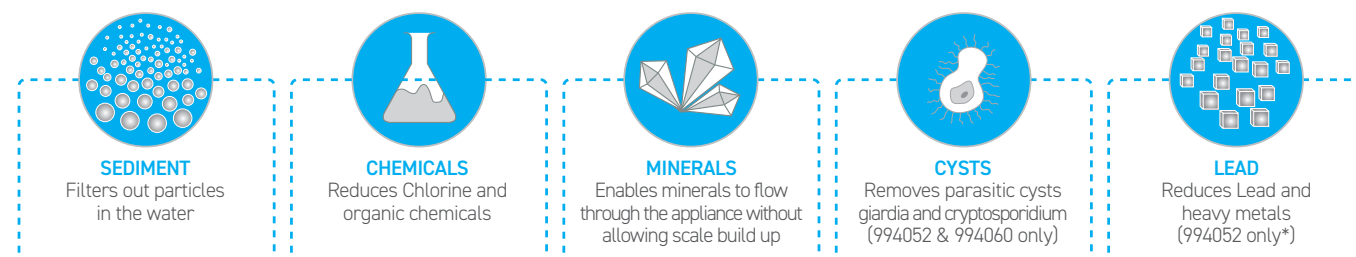 SEDIMENT
Filters out particles
in the water
CHEMICALS
Reduces Chlorine and
organic chemicals
MINERALS
Enables minerals to flow
through the appliance without
allowing scale build up
CYSTS
Removes parasitic cysts
giardia and cryptosporidium
(994052 & 994060 only)
LEAD
Reduces Lead and
heavy metals
(994052 only*)